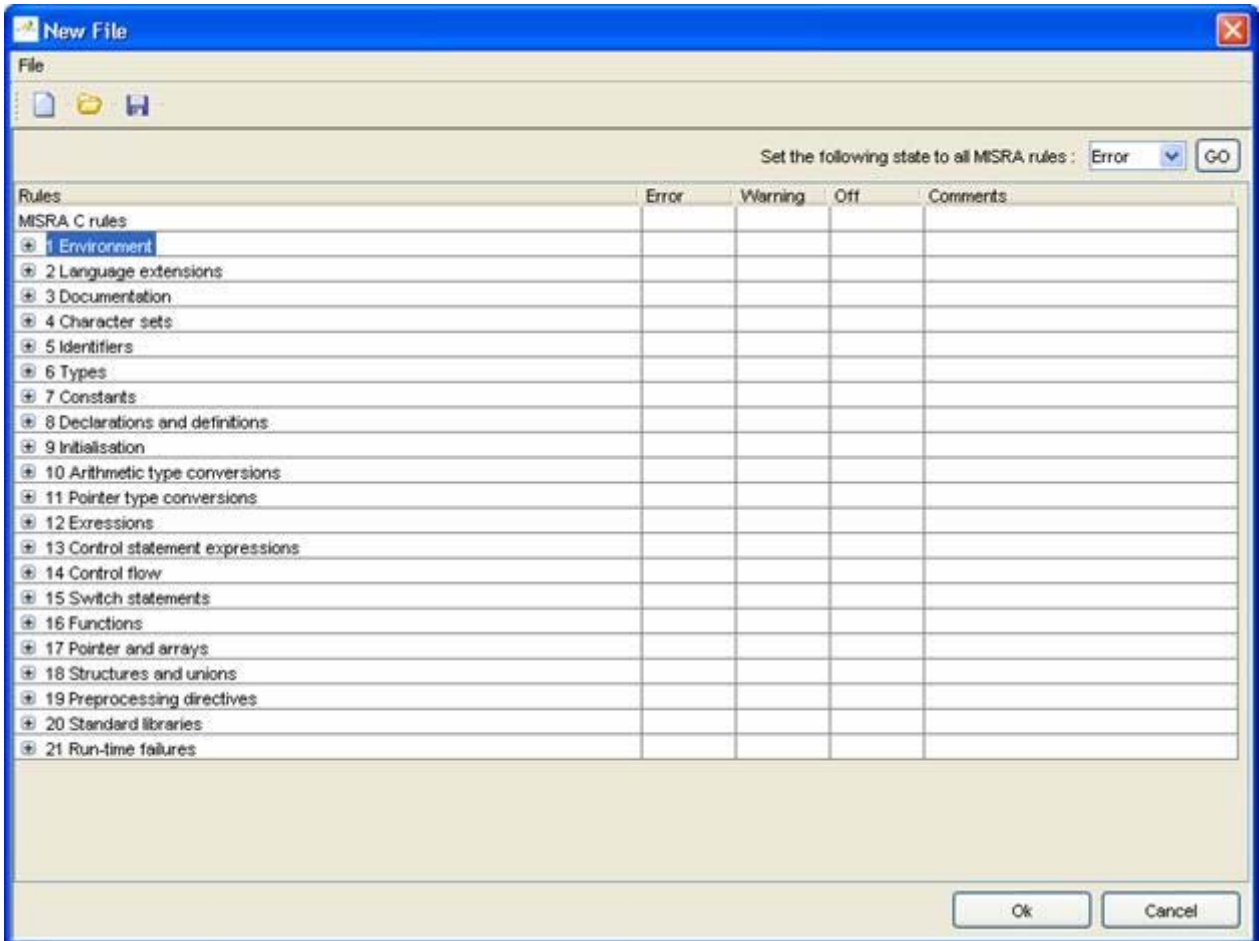 New File
File
Set the following state to all MISRA rules : Error GO
Rules Error Warning Off Comments
MISRA C rules
1 Environment
2 Language extensions
3 Documentation
4 Character sets
5 Identifiers
6 Types
7 Constants
8 Declarations and definitions
9 Initialisation
10 Arithmetic type conversions
11 Pointer type conversions
12 Exressions
13 Control statement expressions
14 Control flow
15 Switch statements
16 Functions
17 Pointer and arrays
18 Structures and unions
19 Preprocessing directives
20 Standard libraries
21 Run-time failures
Ok Cancel